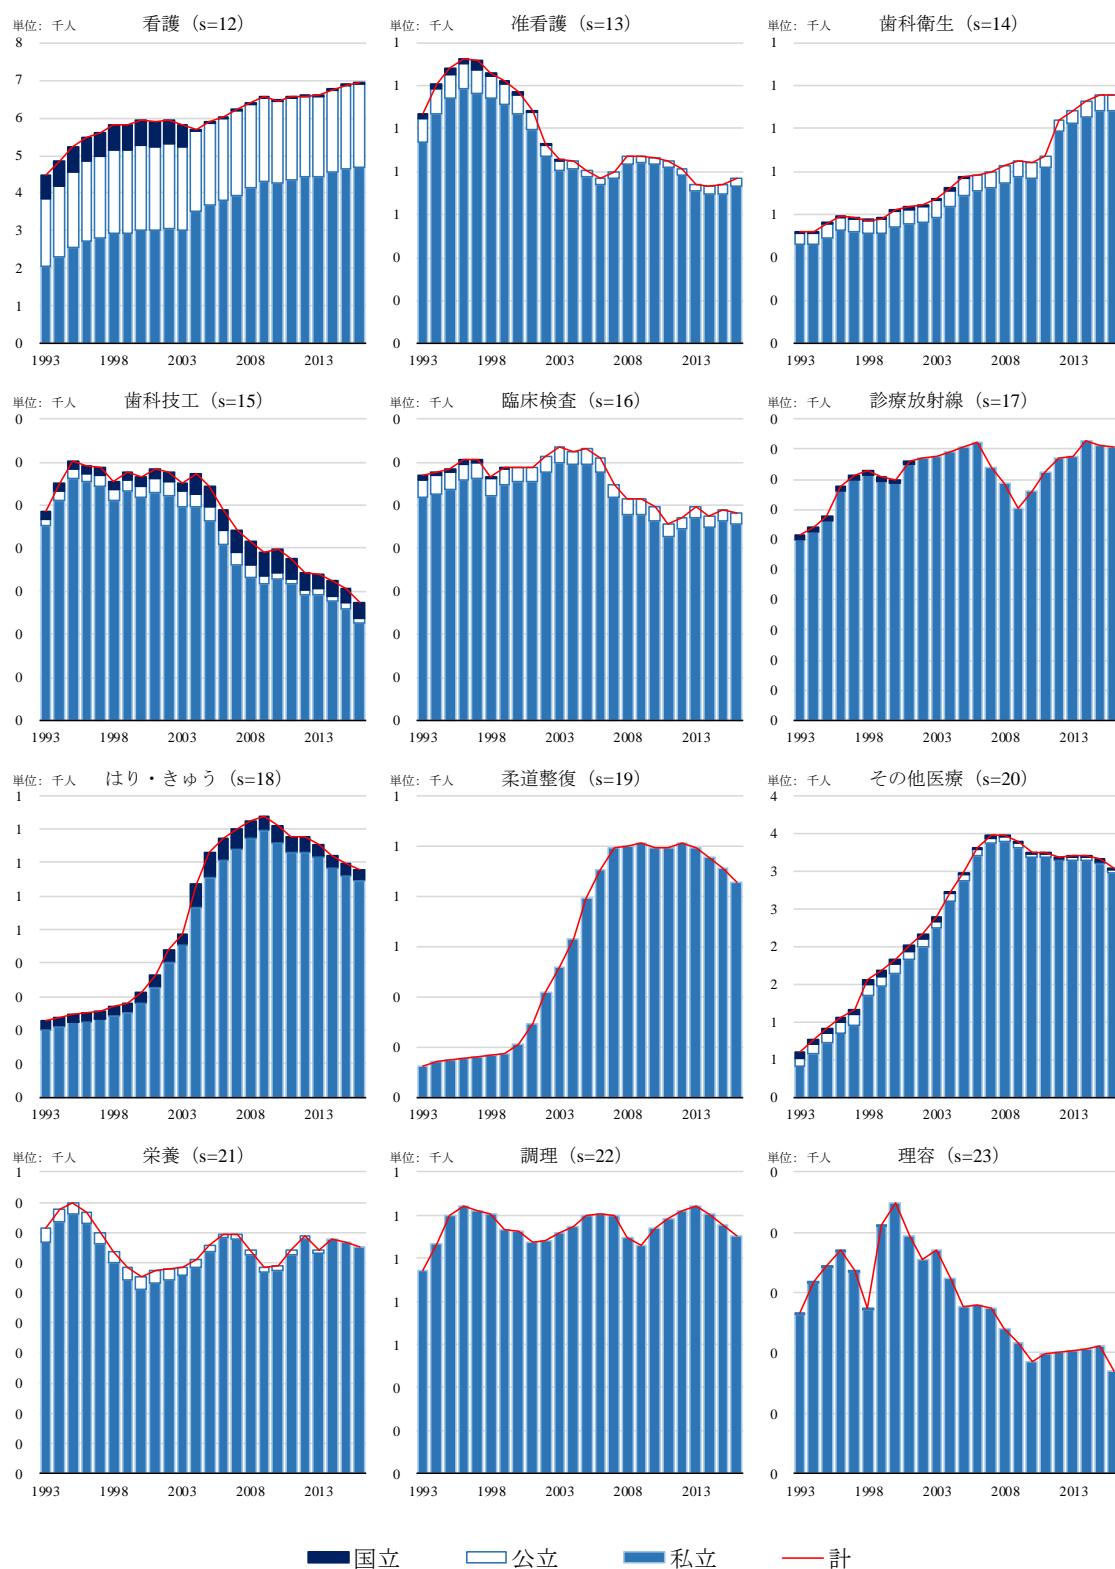 単位: 千人 看護（s=12） 単位: 千人 准看護（s=13） 単位: 千人 歯科衛生（s=14）
8 1 1
7
6 1 1
5 1 1
4
3 1 1
2 0 0
1 0 0
0 0 0
1993 1998 2003 2008 2013 1993 1998 2003 2008 2013 1993 1998 2003 2008 2013
単位: 千人 歯科技工（s=15） 単位: 千人 臨床検査（s=16） 単位: 千人 診療放射線（s=17）
0 0 0
0 0 0
0 0 0
0 0 0
0 0 0
0 0 0
0 0 0
0 0 0
0
0
0
1993 1998 2003 2008 2013 1993 1998 2003 2008 2013 1993 1998 2003 2008 2013
単位: 千人 はり・きゅう（s=18） 単位: 千人 柔道整復（s=19） 単位: 千人 その他医療（s=20）
1 1 4
1 1 4
1 1 3
1 1 3
1 0 2
0 0 2
0 0 1
0 1
0 0
0
1993 1998 2003 2008 2013 1993 1998 2003 2008 2013 1993 1998 2003 2008 2013
単位: 千人 栄養（s=21） 単位: 千人 調理（s=22） 単位: 千人 理容（s=23）
1 1 0
0 1 0
0 1 0
0 1 0
0 1 0
0 0 0
0 0
0 0
0
0
0
1993 1998 2003 2008 2013 1993 1998 2003 2008 2013 1993 1998 2003 2008 2013
国立 公立 私立 計